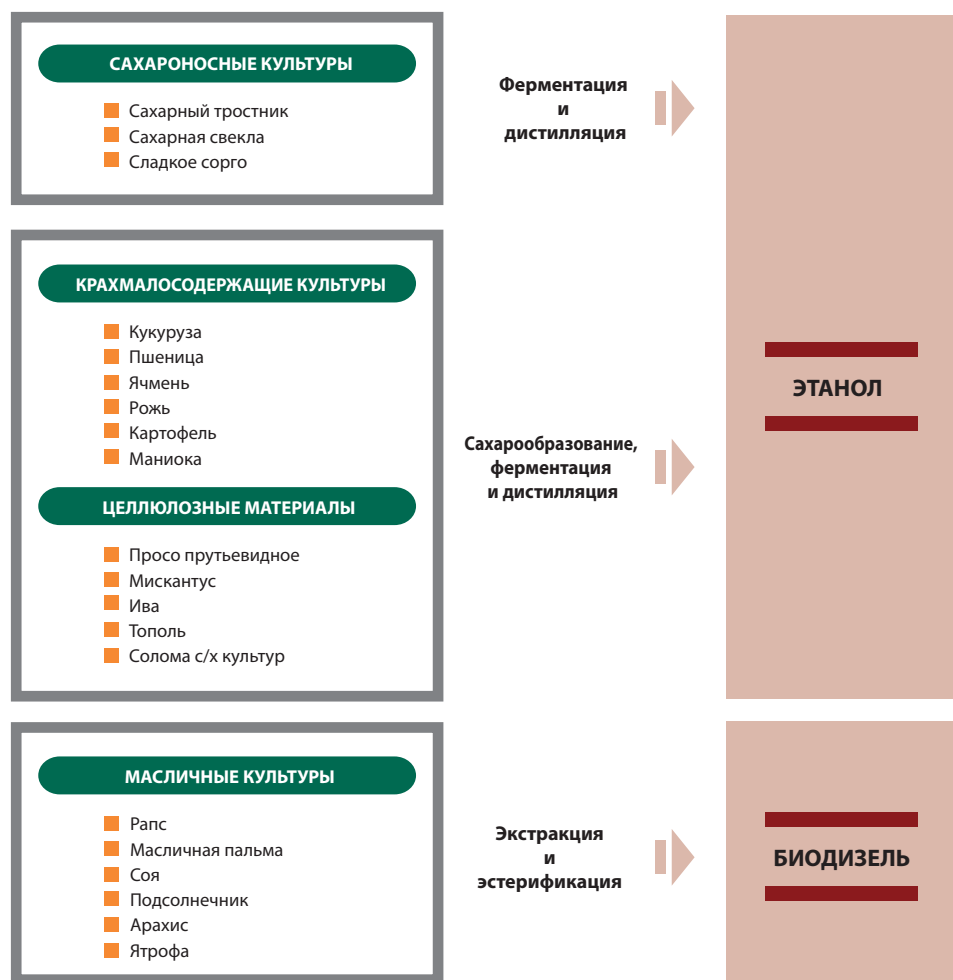 САХАРОНОСНЫЕ КУЛЬТУРЫ
Сахарный тростник
Сахарная свекла
Сладкое сорго
Ферментация
и
дистилляция
КРАХМАЛОСОДЕРЖАЩИЕ КУЛЬТУРЫ
Кукуруза
Пшеница
Ячмень
Рожь
Картофель
Маниока
ЦЕЛЛЮЛОЗНЫЕ МАТЕРИАЛЫ
Просо прутьевидное
Мискантус
Ива
Тополь
Солома с/х культур
Сахарообразование,
ферментация
и дистилляция
ЭТАНОЛ
МАСЛИЧНЫЕ КУЛЬТУРЫ
Рапс
Масличная пальма
Соя
Подсолнечник
Арахис
Ятрофа
Экстракция
и
эстерификация
БИОДИЗЕЛЬ